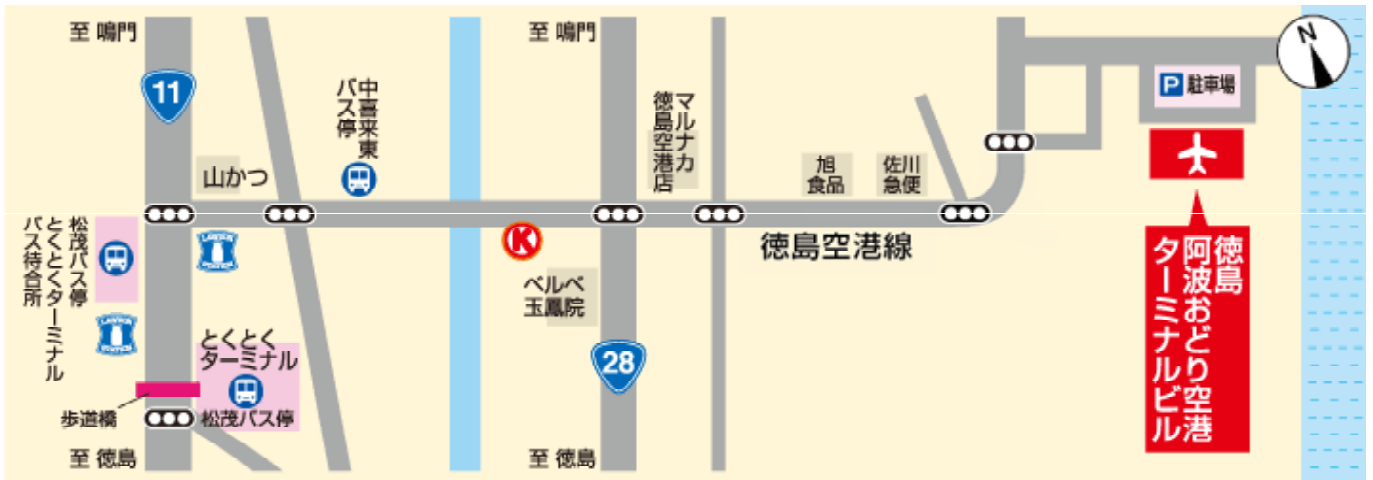 至 鳴門
至 鳴門
N
11
中喜来東
バス停
マルナカ
徳島空港店
P 駐車場
山かつ
旭
食品
佐川
急便
松茂バス停
とくとくターミナル
バス待合所
LAWSON
STATION
K
徳島空港線
徳島
阿波おどり空港
ターミナルビル
ベルベ
玉鳳院
LAWSON
STATION
とくとく
ターミナル
28
歩道橋
松茂バス停
至 徳島
至 徳島